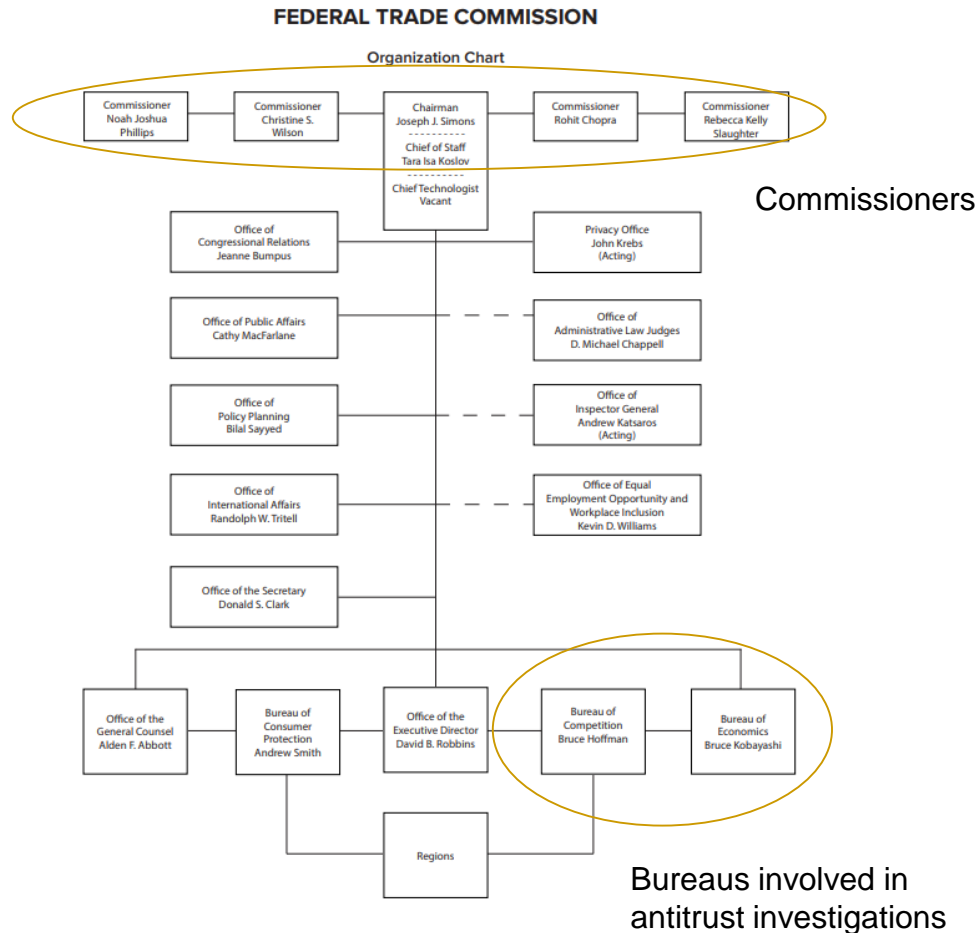 FEDERAL TRADE COMMISSION
Organization Chart
Commissioner
Noah Joshua
Phillips
Commissioner
Christine S.
Wilson
Chairman
Joseph J. Simons
Chief of Staff
Tara Isa Koslov
Chief Technologist
Vacant
Commissioner
Rohit Chopra
Commissioner
Rebecca Kelly
Slaughter
Commissioners
Office of
Congressional Relations
Jeanne Bumpus
Privacy Office
John Krebs
(Acting)
Office of Public Affairs
Cathy MacFarlane
Office of
Administrative Law Judges
D. Michael Chappell
Office of
Policy Planning
Bilal Sayyed
Office of
Inspector General
Andrew Katsaros
(Acting)
Office of
International Affairs
Randolph W. Tritell
Office of Equal
Employment Opportunity and
Workplace Inclusion
Kevin D. Williams
Office of the Secretary
Donald S. Clark
Office of the
General Counsel
Alden F. Abbott
Bureau of
Consumer
Protection
Andrew Smith
Office of the
Executive Director
David B. Robbins
Bureau of
Competition
Bruce Hoffman
Bureau of
Economics
Bruce Kobayashi
Regions
Bureaus involved in
antitrust investigations